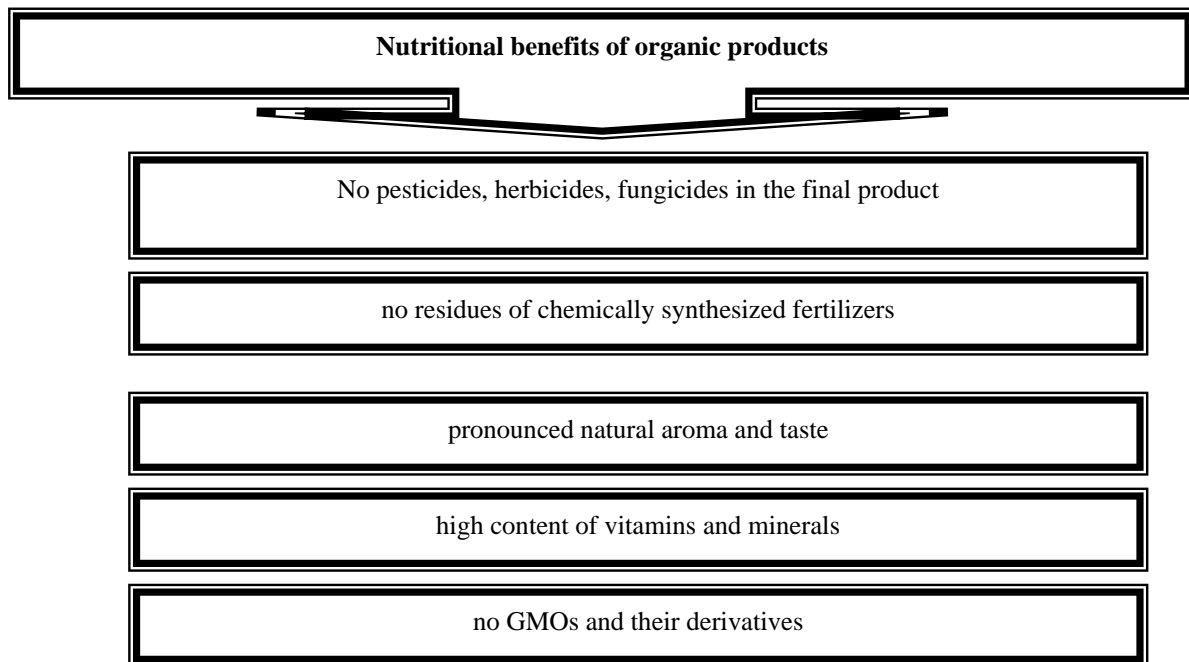 Nutritional benefits of organic products
No pesticides, herbicides, fungicides in the final product
no residues of chemically synthesized fertilizers
pronounced natural aroma and taste
high content of vitamins and minerals
no GMOs and their derivatives